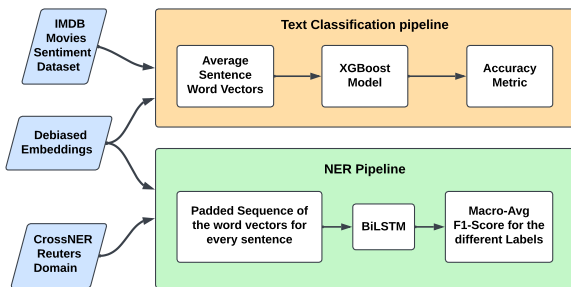 IMDB
Movies
Sentiment
Dataset
Debiased
Embeddings
CrossNER
Reuters
Domain
Text Classification pipeline
Average
Sentence
Word Vectors
XGBoost
Model
Accuracy
Metric
NER Pipeline
Padded Sequence of
the word vectors for
every sentence
BiLSTM
Macro-Avg
F1-Score for the
different Labels